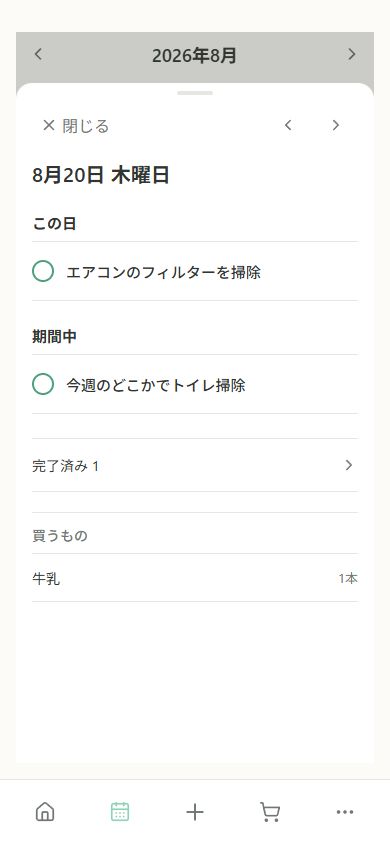 2026年8月
閉じる
8月20日 木曜日
この日
エアコンのフィルターを掃除
期間中
今週のどこかでトイレ掃除
完了済み 1
買うもの
牛乳 1本